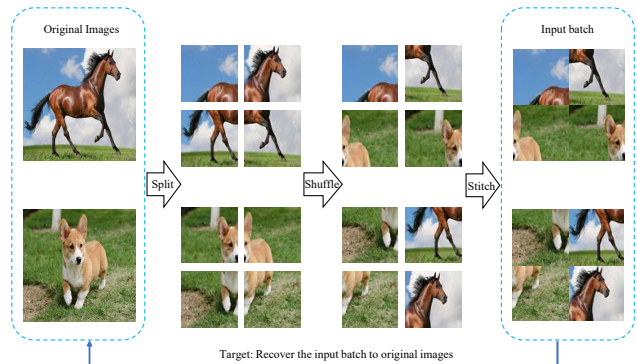 Original Images
Input batch
Split
Shuffle
Stitch
Target: Recover the input batch to original images